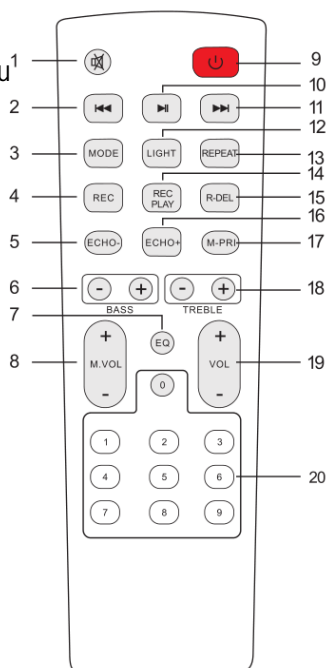 u
1 9
10
2 11
12
3 MODE LIGHT REPEAT 13
14
4 REC REC PLAY R-DEL 15
16
5 ECHO- ECHO+ M-PRI 17
6 - + - + 18
BASS TREBLE
7 EQ
+ +
8 M.VOL VOL 19
- -
0
1 2 3
4 5 6 20
7 8 9